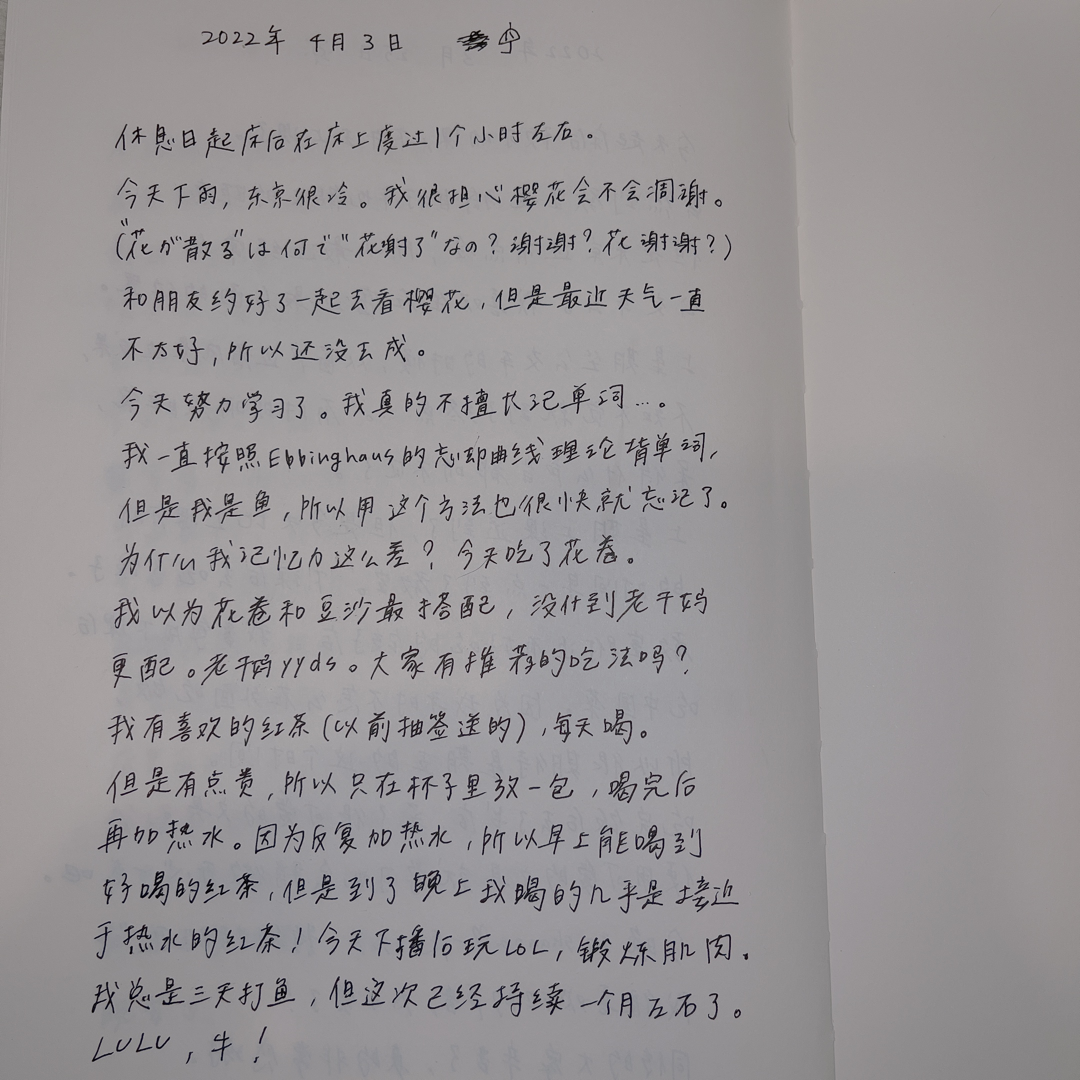 2022年 4月3日
休息日起床后在床上度过1个小时左右。
今天下雨，东京很冷。我很担心樱花会不会凋谢。
("花が散る"は何で"花射了"なの？谢谢？花谢谢？)
和朋友约好了一起去看樱花，但是最近天气一直
不太好，所以还没去成。
今天努力学习了。我真的不擅长记单词…。
我一直按照Ebbinghaus的忘却曲线理论背单词，
但是我是鱼，所以用这个方法也很快就忘记了。
为什么我记忆力这么差？今天吃了花卷。
我以为花卷和豆沙最搭配，没什到老干妈
更配。老干妈yyds。大家有推荐的吃法吗？
我有喜欢的红茶(以前抽签送的)，每天喝。
但是有点贵，所以只在杯子里放一包，喝完后
再加热水。因为反复加热水，所以早上能喝到
好喝的红茶，但是到了晚上我喝的几乎是接近
于热水的红茶！今天下播后玩LOL，锻炼肌肉。
我总是三天打鱼，但这次已经持续一个月左右了。
LULU，牛！